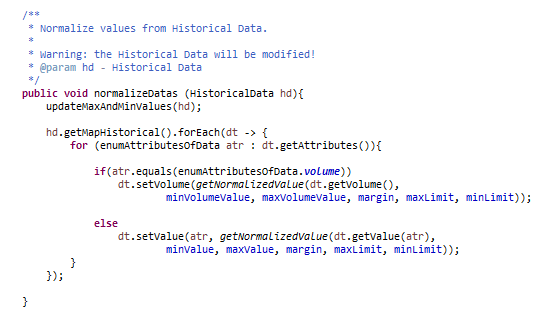 /**
 * Normalize values from Historical Data.
 *
 * Warning: the Historical Data will be modified!
 * @param hd - Historical Data
 */
public void normalizeDatas (HistoricalData hd){
    updateMaxAndMinValues(hd);

    hd.getMapHistorical().forEach(dt -> {
        for (enumAttributesOfData atr : dt.getAttributes()){

            if(atr.equals(enumAttributesOfData.volume))
                dt.setVolume(getNormalizedValue(dt.getVolume(),
                        minVolumeValue, maxVolumeValue, margin, maxLimit, minLimit));

            else
                dt.setValue(atr, getNormalizedValue(dt.getValue(atr),
                        minValue, maxValue, margin, maxLimit, minLimit));
        }
    });

}